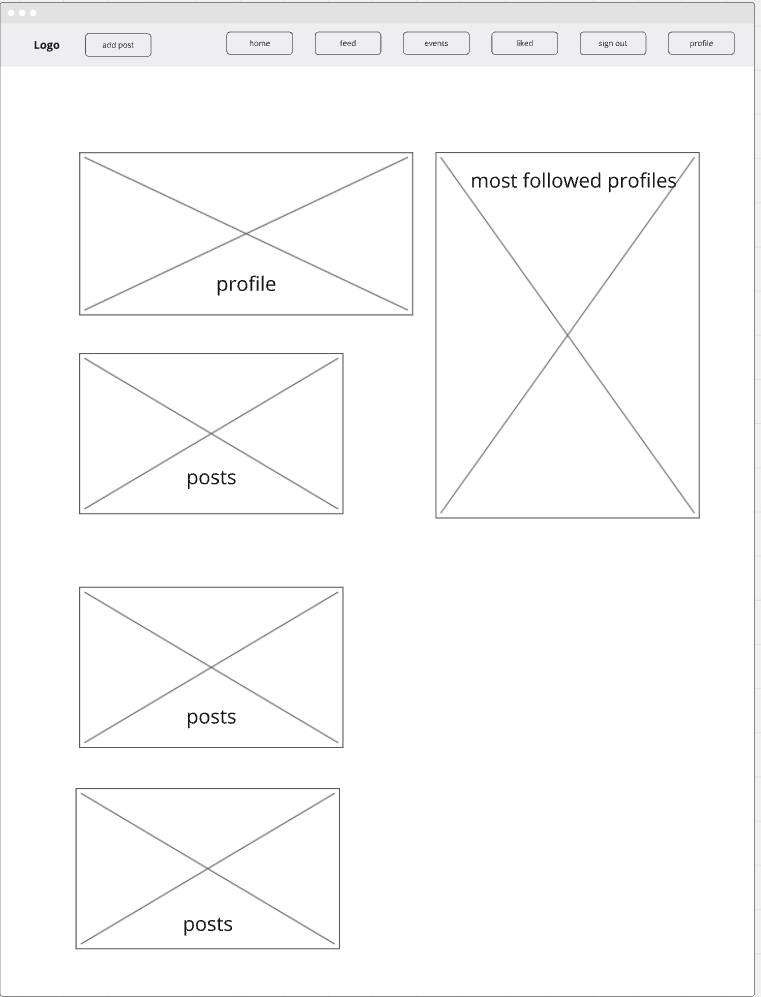 Logo
add post
home
feed
events
liked
sign out
profile
most followed profiles
profile
posts
posts
posts